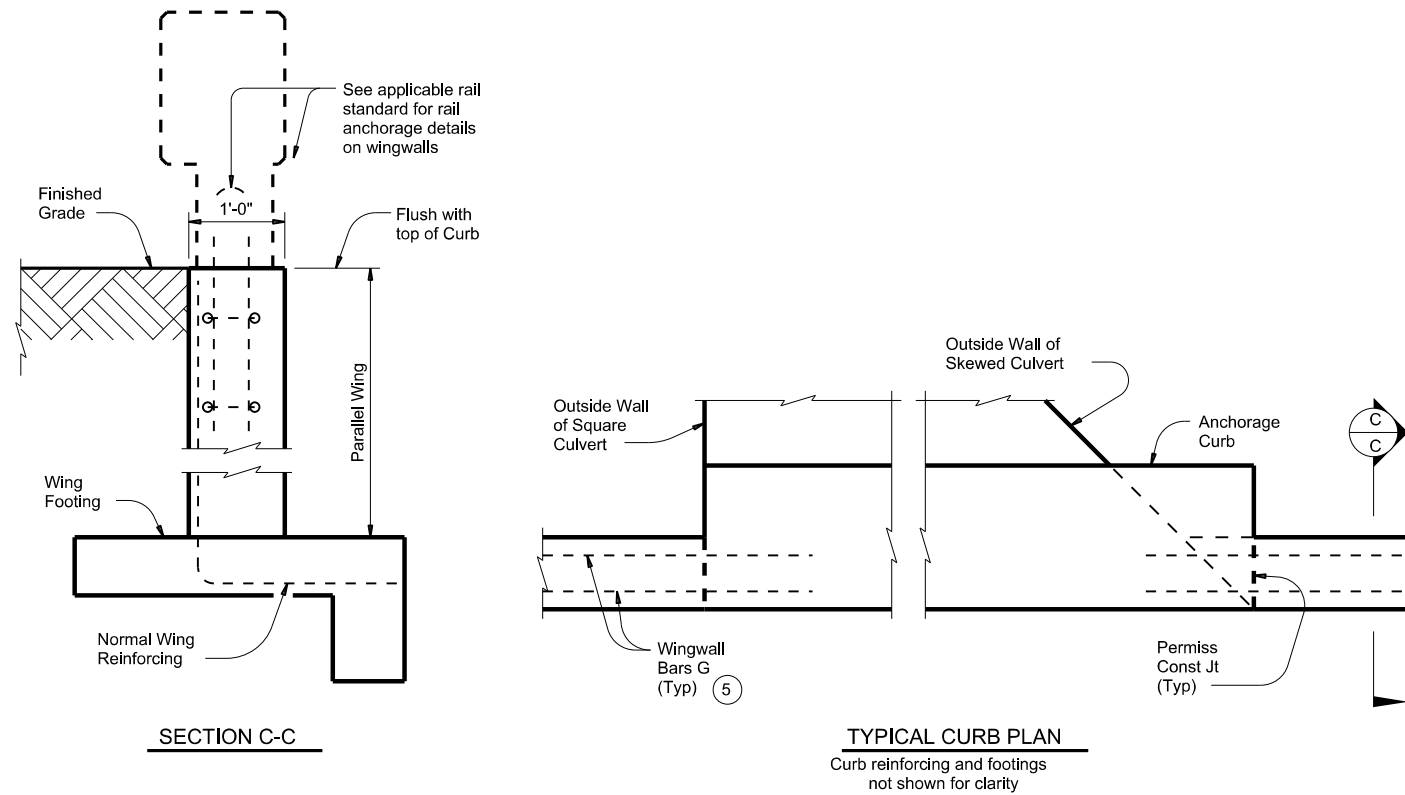 See applicable rail
standard for rail
anchorage details
on wingwalls
Finished
Grade
1'-0"
Flush with
top of Curb
Parallel Wing
Wing
Footing
Normal Wing
Reinforcing
SECTION C-C
Outside Wall of
Skewed Culvert
Outside Wall
of Square
Culvert
Anchorage
Curb
C
C
Wingwall
Bars G
(Typ) 5
Permiss
Const Jt
(Typ)
TYPICAL CURB PLAN
Curb reinforcing and footings
not shown for clarity